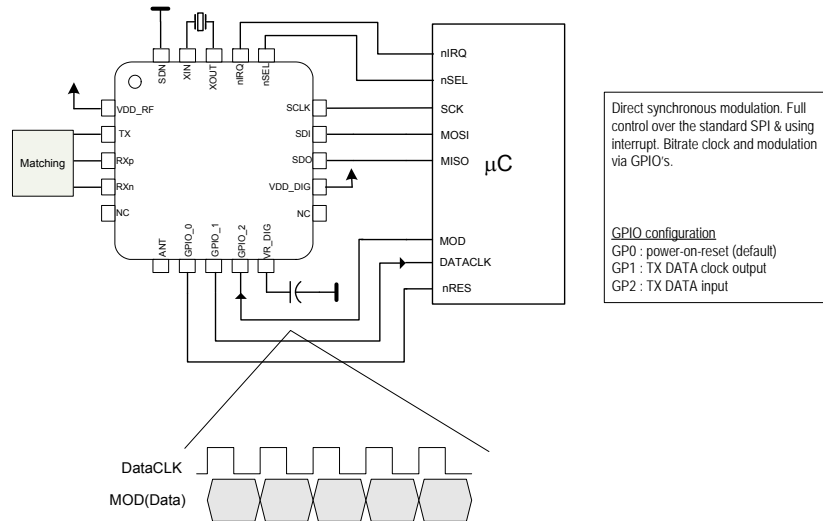 SDN
XIN
XOUT
nIRQ
nSEL
VDD_RF
TX
RXp
RXn
NC
SCLK
SDI
SDO
VDD_DIG
NC
ANT
GPIO_0
GPIO_1
GPIO_2
VR_DIG
Matching
nIRQ
nSEL
SCK
MOSI
MISO
μC
MOD
DATACLK
nRES
Direct synchronous modulation. Full
control over the standard SPI & using
interrupt. Bitrate clock and modulation
via GPIO's.
GPIO configuration
GP0 : power-on-reset (default)
GP1 : TX DATA clock output
GP2 : TX DATA input
DataCLK
MOD(Data)